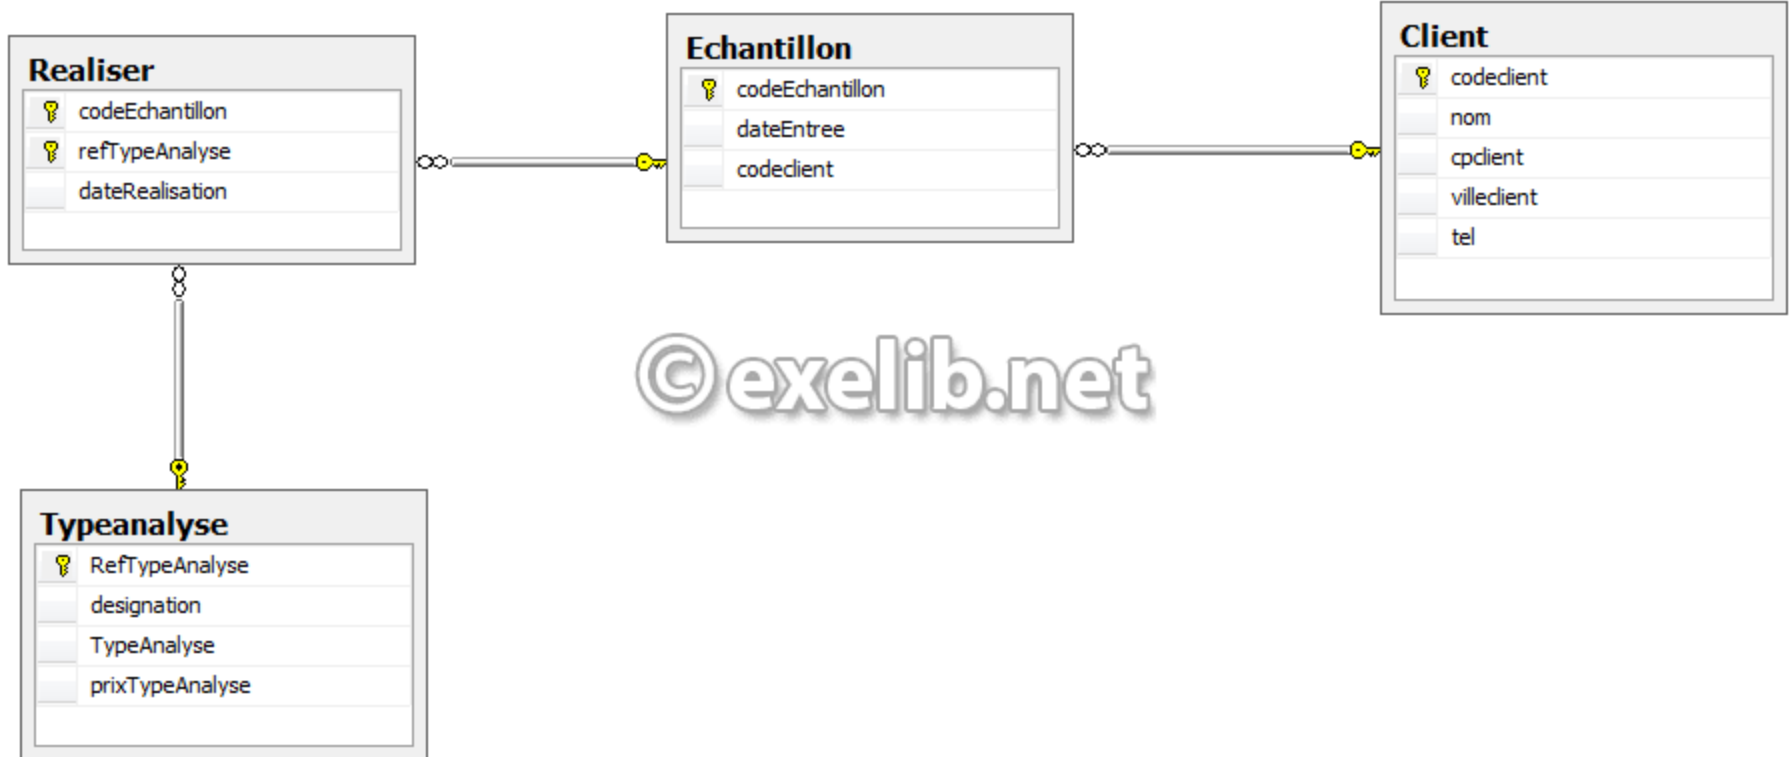 Realiser
codeEchantillon
refTypeAnalyse
dateRealisation
Echantillon
codeEchantillon
dateEntree
codeclient
Client
codeclient
nom
cpclient
villeclient
tel
©exelib.net
Typeanalyse
RefTypeAnalyse
designation
TypeAnalyse
prixTypeAnalyse